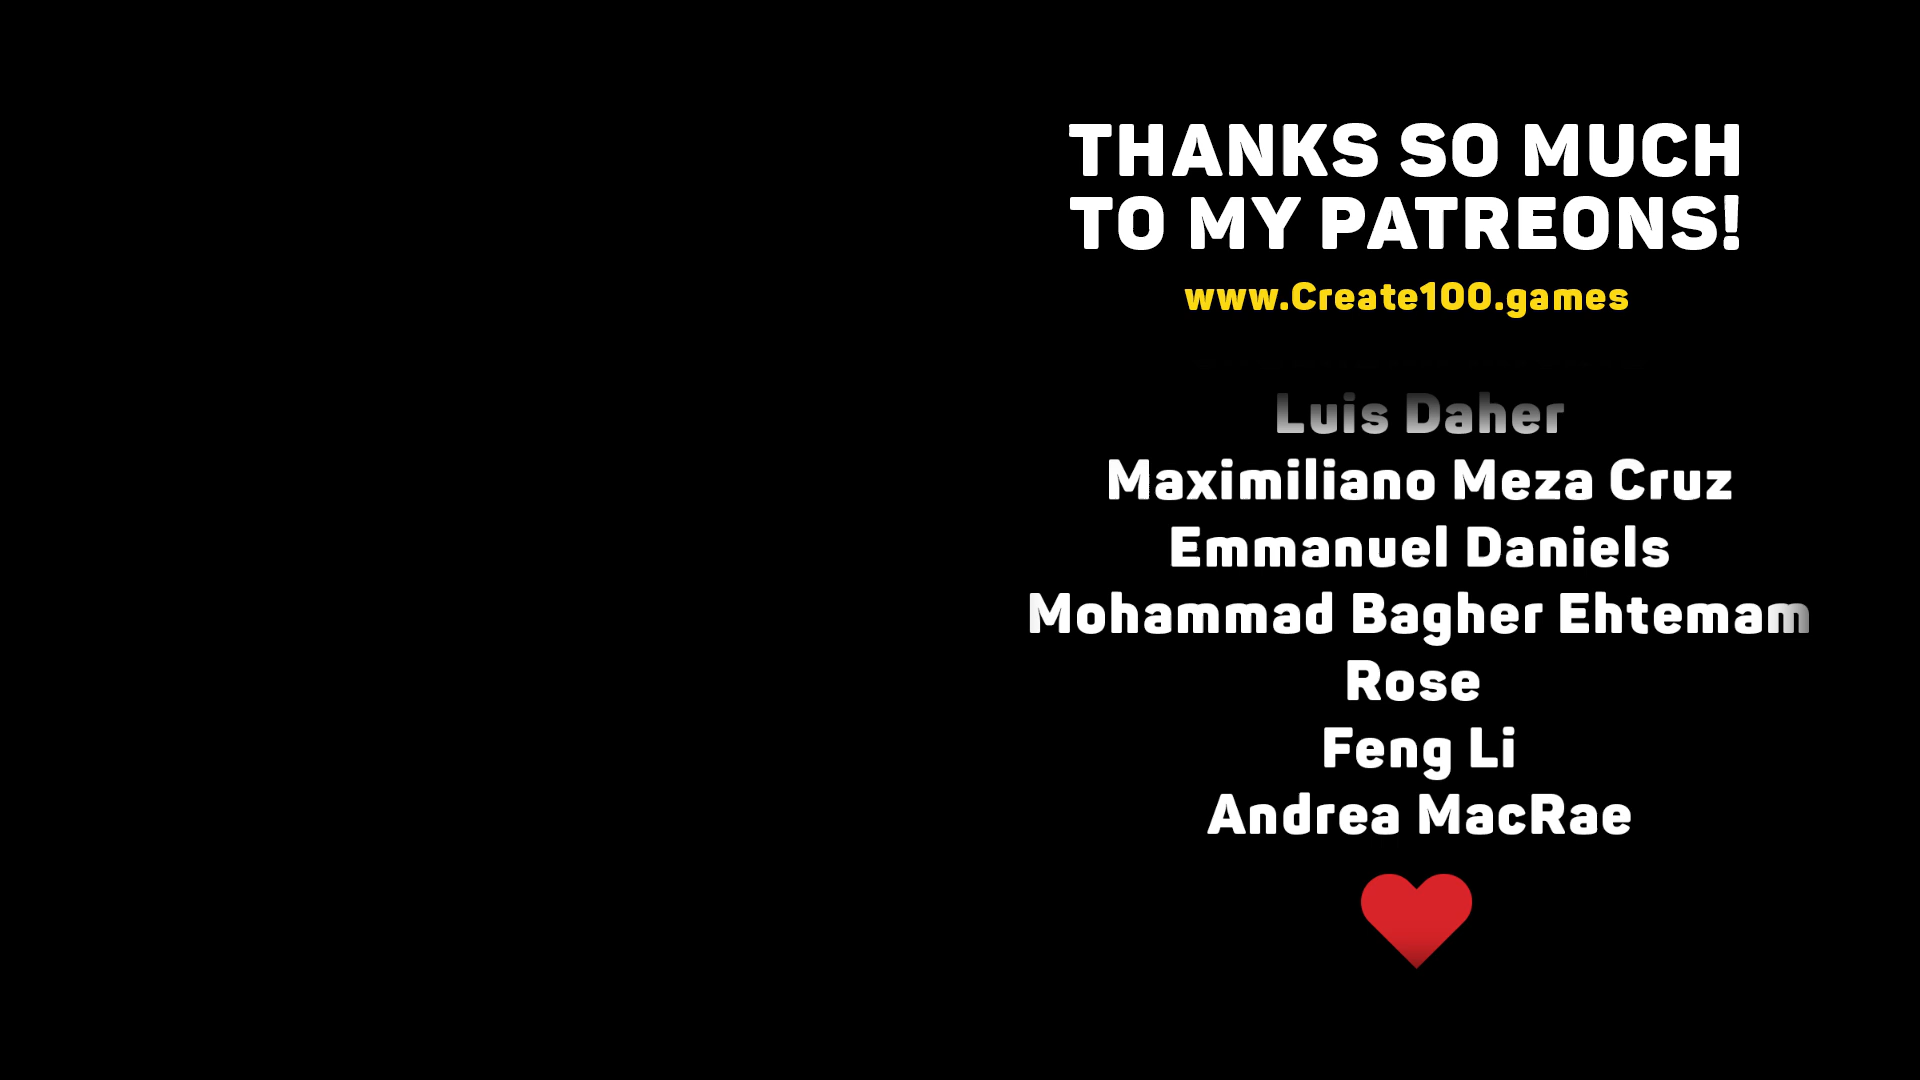 THANKS SO MUCH
TO MY PATREONS!
www.Create100.games
Luis Daher
Maximiliano Meza Cruz
Emmanuel Daniels
Mohammad Bagher Ehtemam
Rose
Feng Li
Andrea MacRae